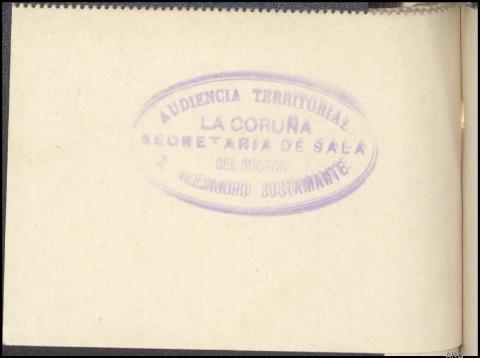 AUDIENCIA TERRITORIAL
LA CORUÑA
SECRETARIA DE SALA
DEL DOCTOR
D. ALEJANDRO BUSTAMANTE